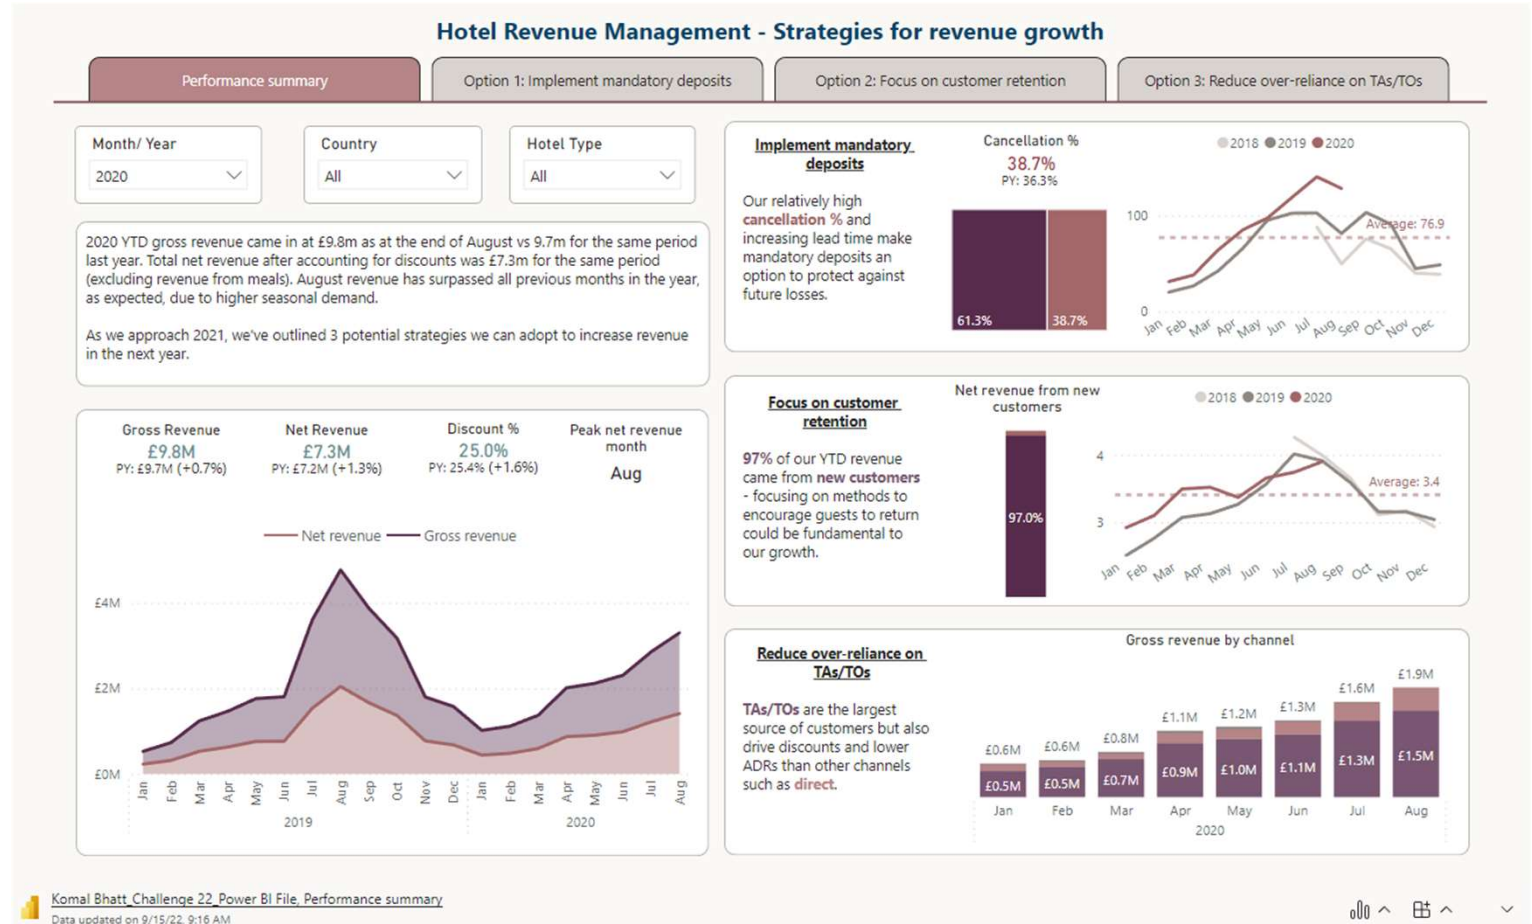 Hotel Revenue Management - Strategies for revenue growth
Performance summary
Option 1: Implement mandatory deposits
Option 2: Focus on customer retention
Option 3: Reduce over-reliance on TAs/TOs
Month/ Year
2020
Country
All
Hotel Type
All
2020 YTD gross revenue came in at £9.8m as at the end of August vs 9.7m for the same period
last year. Total net revenue after accounting for discounts was £7.3m for the same period
(excluding revenue from meals). August revenue has surpassed all previous months in the year,
as expected, due to higher seasonal demand.
As we approach 2021, we've outlined 3 potential strategies we can adopt to increase revenue
in the next year.
Gross Revenue
£9.8M
PY: £9.7M (+0.7%)
Net Revenue
£7.3M
PY: £7.2M (+1.3%)
Discount %
25.0%
PY: 25.4% (+1.6%)
Peak net revenue
month
Aug
Net revenue
Gross revenue
£4M
£2M
£0M
Jan
Feb
Mar
Apr
May
Jun
Jul
Aug
Sep
Oct
Nov
Dec
Jan
Feb
Mar
Apr
May
Jun
Jul
Aug
2019
2020
Implement mandatory
deposits
Our relatively high
cancellation % and
increasing lead time make
mandatory deposits an
option to protect against
future losses.
Cancellation %
38.7%
PY: 36.3%
61.3%
38.7%
2018
2019
2020
100
0
Average: 76.9
Jan
Feb
Mar
Apr
May
Jun
Jul
Aug
Sep
Oct
Nov
Dec
Focus on customer
retention
97% of our YTD revenue
came from new customers
- focusing on methods to
encourage guests to return
could be fundamental to
our growth.
Net revenue from new
customers
97.0%
2018
2019
2020
4
3
Average: 3.4
Jan
Feb
Mar
Apr
May
Jun
Jul
Aug
Sep
Oct
Nov
Dec
Reduce over-reliance on
TAs/TOs
TAs/TOs are the largest
source of customers but also
drive discounts and lower
ADRs than other channels
such as direct.
Gross revenue by channel
£0.6M
£0.6M
£0.8M
£1.1M
£1.2M
£1.3M
£1.6M
£1.9M
£0.5M
£0.5M
£0.7M
£0.9M
£1.0M
£1.1M
£1.3M
£1.5M
Jan
Feb
Mar
Apr
May
Jun
Jul
Aug
2020
Komal Bhatt_Challenge 22_Power BI File, Performance summary
Data updated on 9/15/22, 9:16 AM